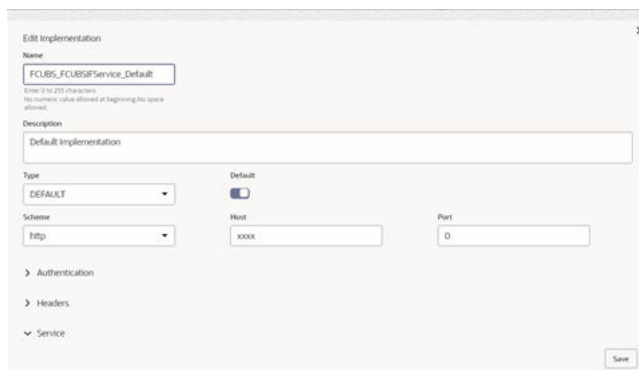 Edit Implementation
Name
FCUBS_FCUBSIFService_Default
Enter 0 to 255 characters.
No numeric value allowed at beginning.No space
allowed.
Description
Default Implementation
Type
Default
DEFAULT
Scheme
Host
Port
http
xxxx
0
Authentication
Headers
Service
Save